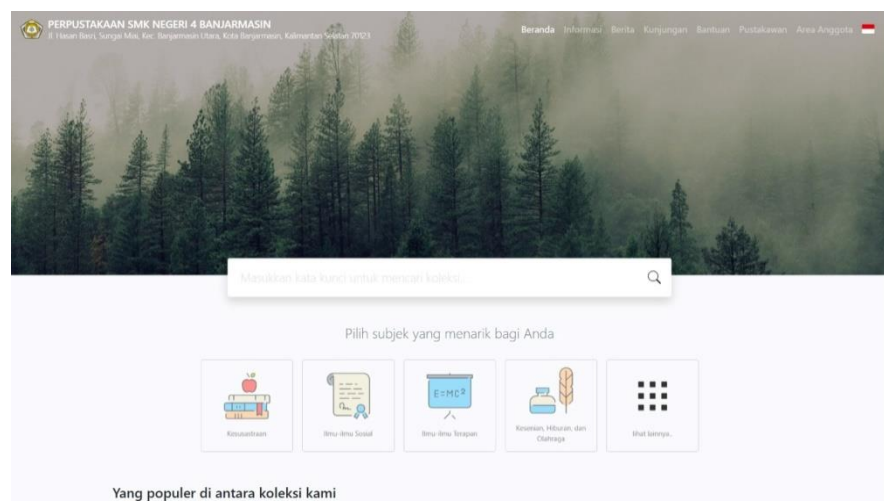 PERPUSTAKAAN SMK NEGERI 4 BANJARMASIN
Jl. Hasan Basri, Sungai Miai, Kec. Banjarmasin Utara, Kota Banjarmasin, Kalimantan Selatan 70123
Beranda Informasi Berita Kunjungan Bantuan Pustakawan Area Anggota
Masukkan kata kunci untuk mencari koleksi...
Pilih subjek yang menarik bagi Anda
E=MC²
Kesusastraan
Ilmu-ilmu Sosial
Ilmu-ilmu Terapan
Kesenian, Hiburan, dan
Olahraga
lihat lainnya..
Yang populer di antara koleksi kami